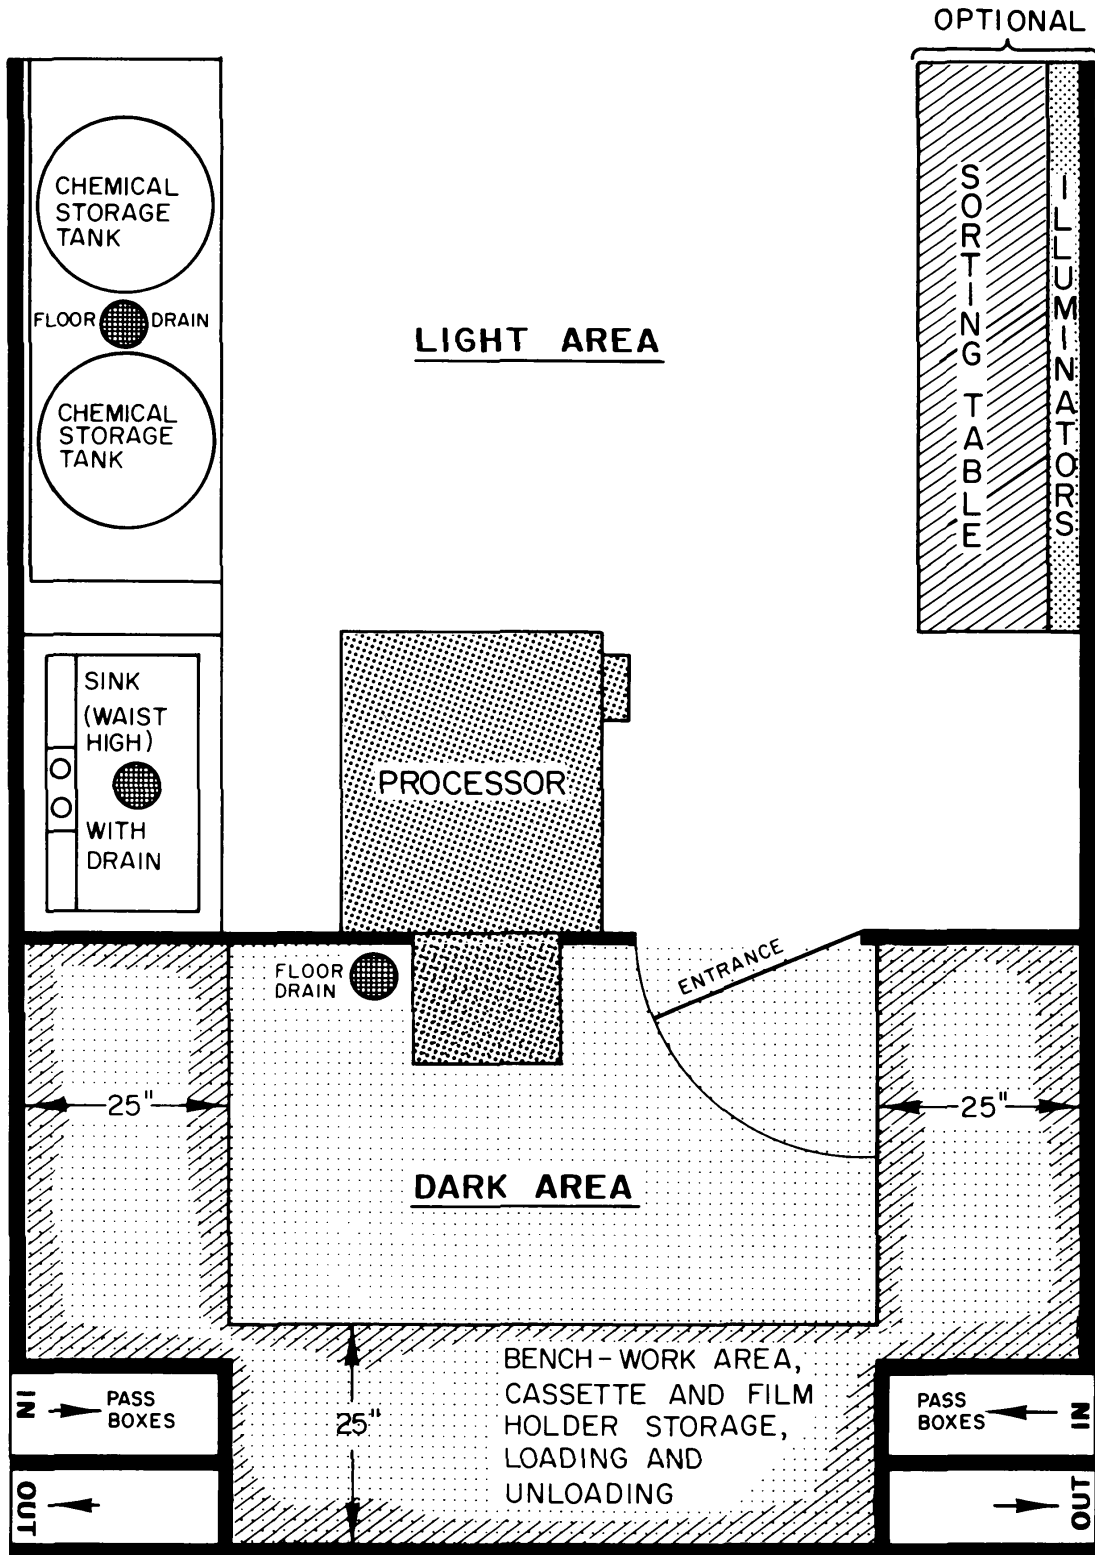 OPTIONAL
CHEMICAL
STORAGE
TANK
FLOOR DRAIN
CHEMICAL
STORAGE
TANK
LIGHT AREA
SORTING TABLE
ILLUMINATORS
SINK
(WAIST
HIGH)
WITH
DRAIN
PROCESSOR
FLOOR
DRAIN
ENTRANCE
25"
25"
DARK AREA
25"
BENCH-WORK AREA,
CASSETTE AND FILM
HOLDER STORAGE,
LOADING AND
UNLOADING
IN
PASS
BOXES
OUT
PASS
BOXES
IN
OUT